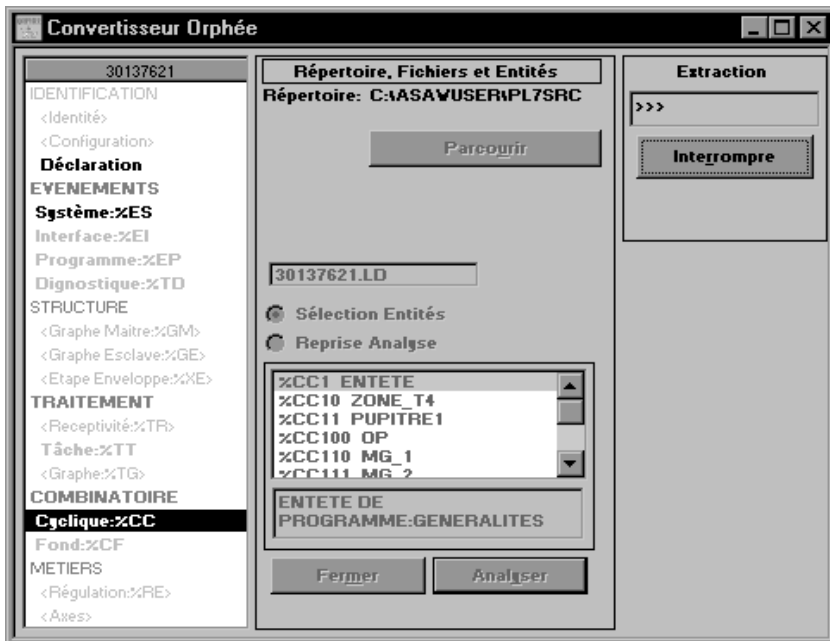 Convertisseur Orphée
30137621
IDENTIFICATION
<Identité>
<Configuration>
Déclaration
EVENEMENTS
Système:%ES
Interface:%EI
Programme:%EP
Dignostique:%TD
STRUCTURE
<Graphe Maitre:%GM>
<Graphe Esclave:%GE>
<Etape Enveloppe:%XE>
TRAITEMENT
<Receptivité:%TR>
Tâche:%TT
<Graphe:%TG>
COMBINATOIRE
Cyclique:%CC
Fond:%CF
METIERS
<Régulation:%RE>
<Axes>
Répertoire, Fichiers et Entités
Répertoire: C:\ASA\USER\PL7SRC
Parcourir
30137621.LD
Sélection Entités
Reprise Analyse
%CC1 ENTETE
%CC10 ZONE_T4
%CC11 PUPITRE1
%CC100 OP
%CC110 MG_1
%CC111 MG_2
ENTETE DE
PROGRAMME:GENERALITES
Fermer
Analyser
Extraction
>>>
Interrompre